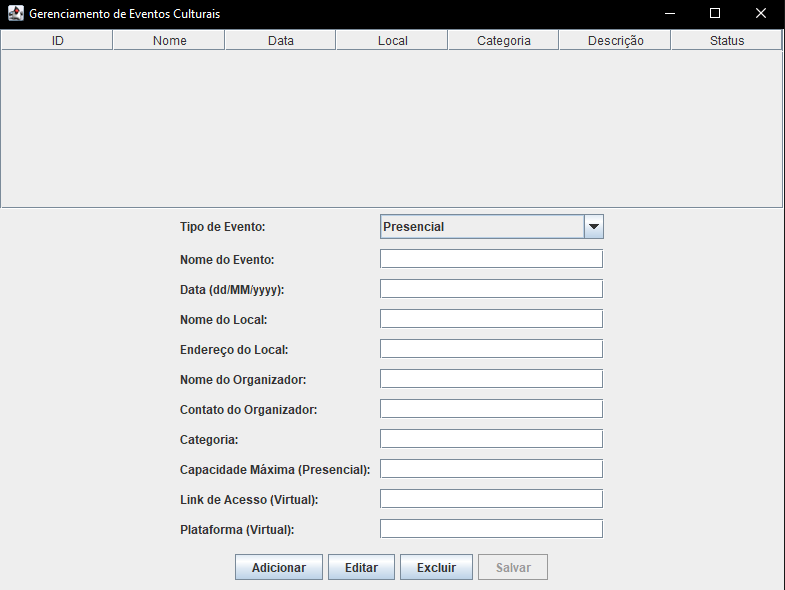 Gerenciamento de Eventos Culturais
ID Nome Data Local Categoria Descrição Status
Tipo de Evento: Presencial
Nome do Evento:
Data (dd/MM/yyyy):
Nome do Local:
Endereço do Local:
Nome do Organizador:
Contato do Organizador:
Categoria:
Capacidade Máxima (Presencial):
Link de Acesso (Virtual):
Plataforma (Virtual):
Adicionar Editar Excluir Salvar